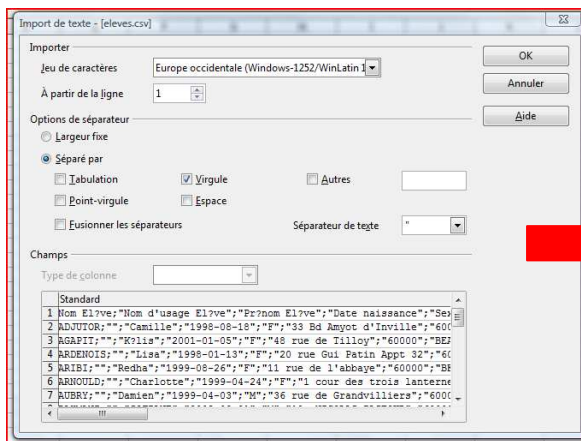 Import de texte - [eleves.csv]
Importer
Jeu de caractères Europe occidentale (Windows-1252/WinLatin 1
À partir de la ligne 1
OK
Annuler
Aide
Options de séparateur
Largeur fixe
Séparé par
Tabulation Virgule Autres
Point-virgule Espace
Fusionner les séparateurs Séparateur de texte "
Champs
Type de colonne
Standard
1 Nom El?ve;"Nom d'usage El?ve";"Pr?nom El?ve";"Date naissance";"Sex
2 ADJUTOR;"";"Camille";"1998-08-18";"F";"33 Bd Amyot d'Inville";"600
3 AGAPIT;"";"K?lis";"2001-01-05";"F";"48 rue de Tilloy";"60000";"BEA
4 ARDENOIS;"";"Lisa";"1998-01-13";"F";"20 rue Gui Patin Appt 32";"60
5 ARIBI;"";"Redha";"1999-08-26";"F";"11 rue de l'abbaye";"60000";"BE
6 ARNOULD;"";"Charlotte";"1999-04-24";"F";"1 cour des trois lanterne
7 AUBRY;"";"Damien";"1999-04-03";"M";"36 rue de Grandvilliers";"6000